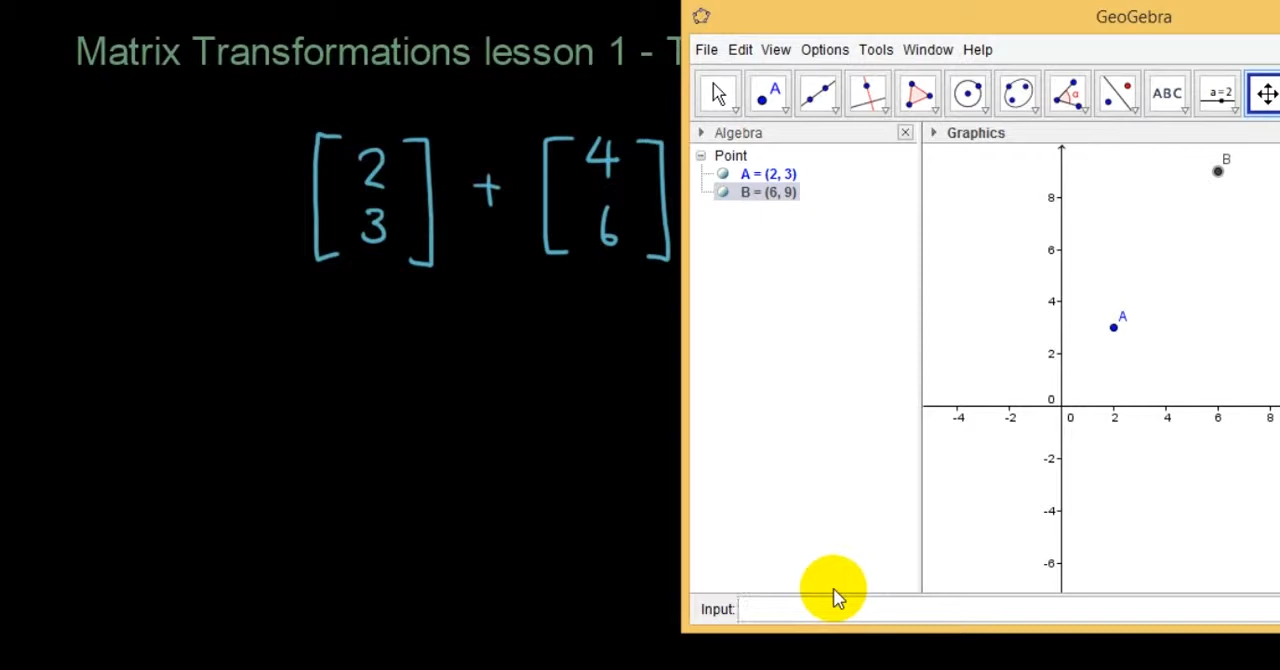 Matrix Transformations lesson 1 - T
[2 3] + [4 6]
GeoGebra
File Edit View Options Tools Window Help
A α ABC a=2
Algebra
Graphics
Point
A = (2, 3)
B = (6, 9)
B
A
8
6
4
2
0
-4 -2 0 2 4 6 8
-2
-4
-6
Input: